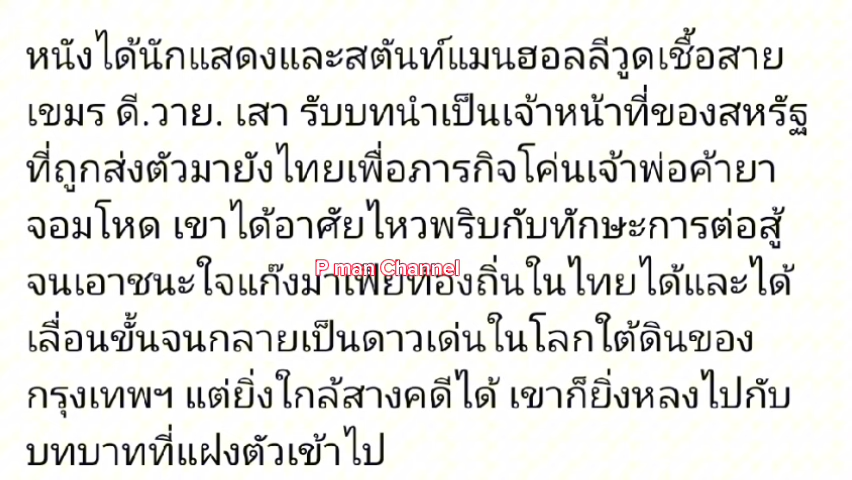 หนังได้นักแสดงและสตันท์แมนฮอลลีวูดเชื้อสาย
เขมร ดี.วาย. เสา รับบทนำเป็นเจ้าหน้าที่ของสหรัฐ
ที่ถูกส่งตัวมายังไทยเพื่อภารกิจโค่นเจ้าพ่อค้ายา
จอมโหด เขาได้อาศัยไหวพริบกับทักษะการต่อสู้
จนเอาชนะใจแก๊งมาเฟียท้องถิ่นในไทยได้และได้
P man Channel
เลื่อนขั้นจนกลายเป็นดาวเด่นในโลกใต้ดินของ
กรุงเทพฯ แต่ยิ่งใกล้สางคดีได้ เขาก็ยิ่งหลงไปกับ
บทบาทที่แฝงตัวเข้าไป